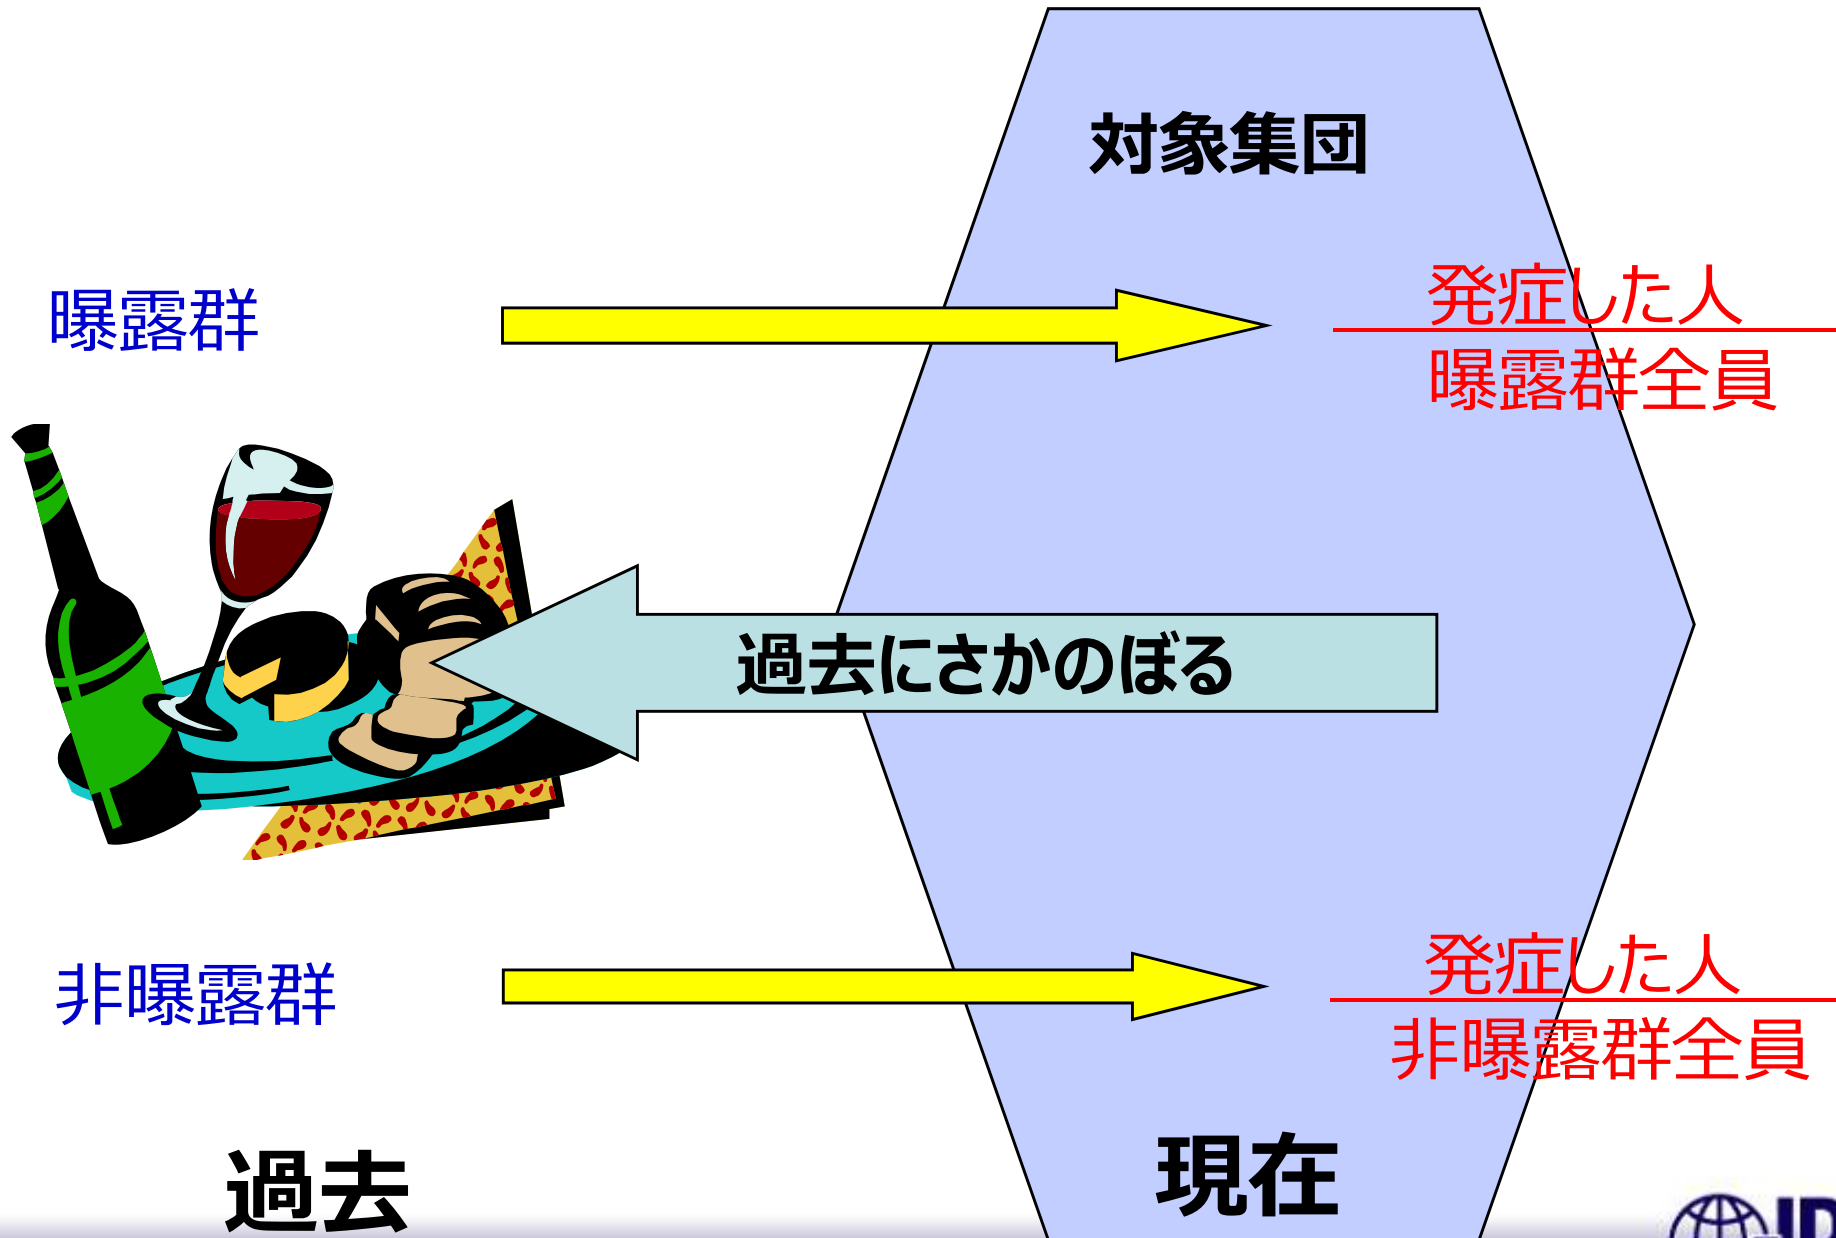 対象集団
曝露群
発症した人
曝露群全員
過去にさかのぼる
非曝露群
発症した人
非曝露群全員
過去
現在